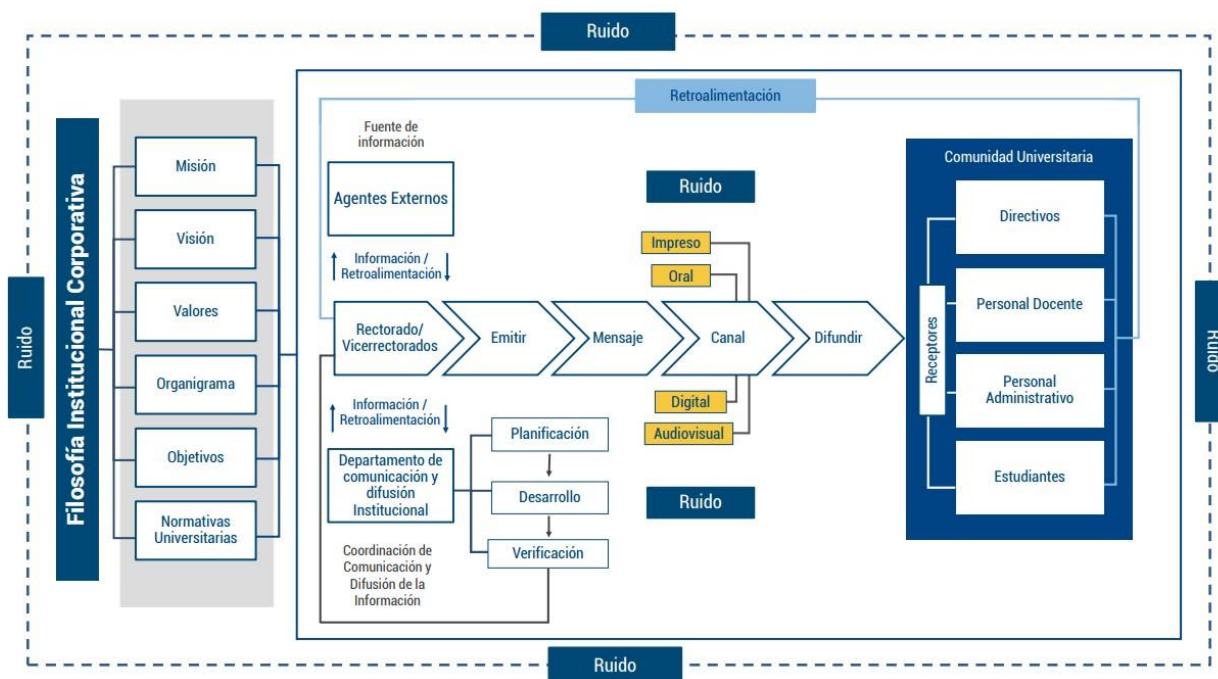 Ruido
Ruido
Filosofía Institucional Corporativa
Misión
Visión
Valores
Organigrama
Objetivos
Normativas
Universitarias
Retroalimentación
Fuente de
información
Agentes Externos
Información /
Retroalimentación
Rectorado/
Vicerrectorados
Emitir
Mensaje
Canal
Difundir
Ruido
Impreso
Oral
Digital
Audiovisual
Ruido
Información /
Retroalimentación
Departamento de
comunicación y
difusión
Institucional
Planificación
Desarrollo
Verificación
Coordinación de
Comunicación y
Difusión de la
Información
Comunidad Universitaria
Receptores
Directivos
Personal Docente
Personal
Administrativo
Estudiantes
Ruido
Ruido